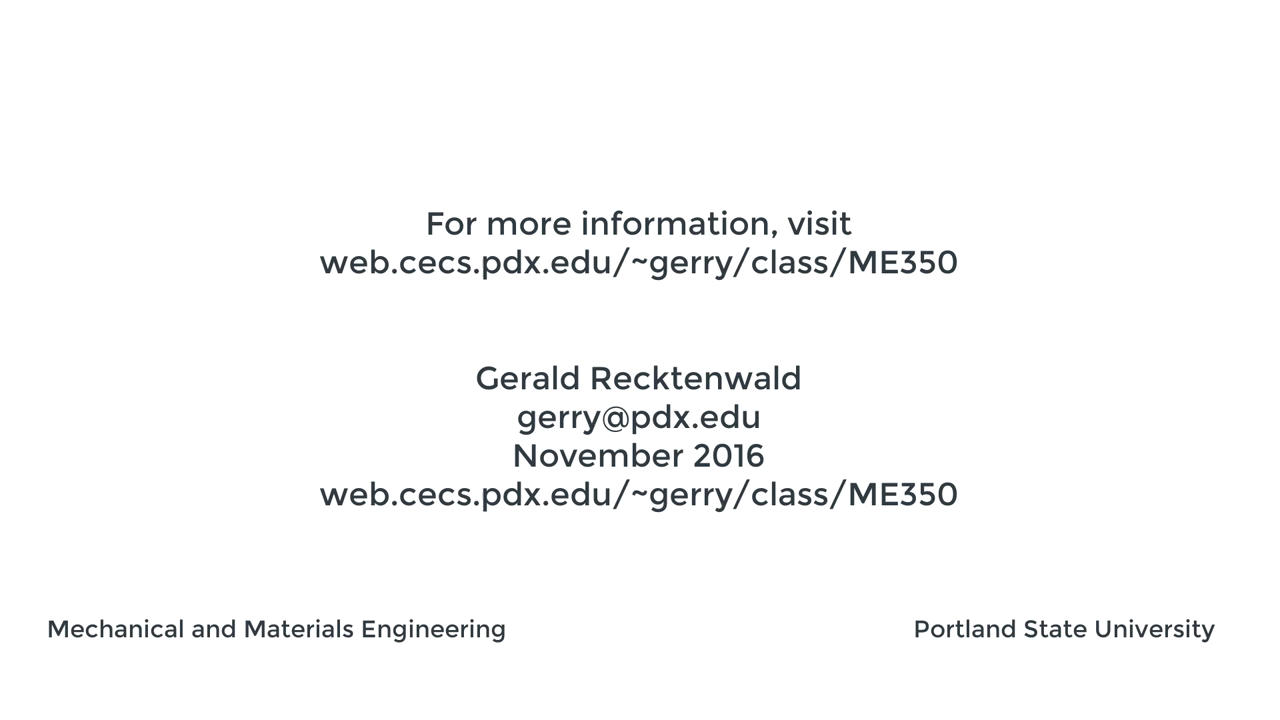 For more information, visit
web.cecs.pdx.edu/~gerry/class/ME350
Gerald Recktenwald
gerry@pdx.edu
November 2016
web.cecs.pdx.edu/~gerry/class/ME350
Mechanical and Materials Engineering
Portland State University